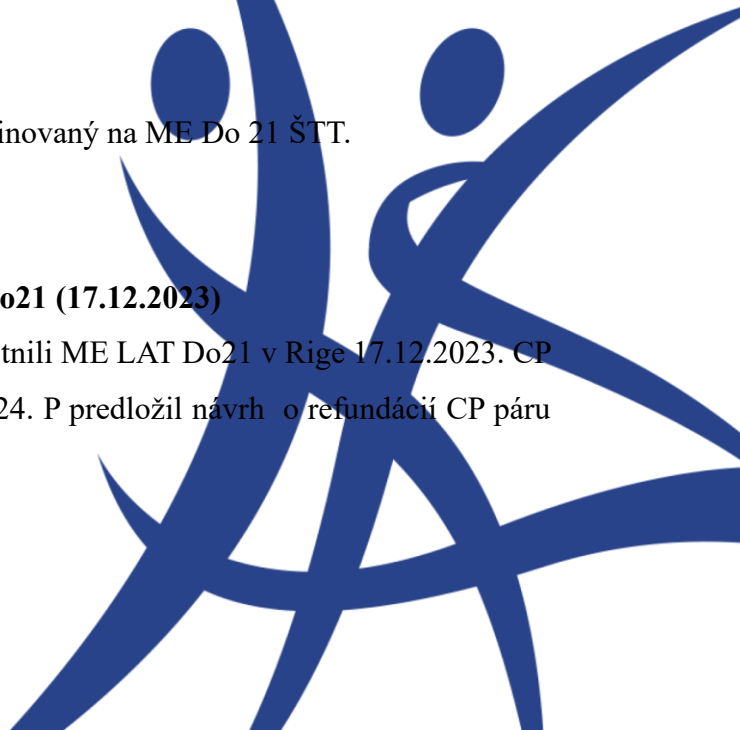 inovaný na ME Do 21 ŠTT.
o21 (17.12.2023)
tnili ME LAT Do21 v Rige 17.12.2023. CP
24. P predložil návrh  o refundácií CP páru